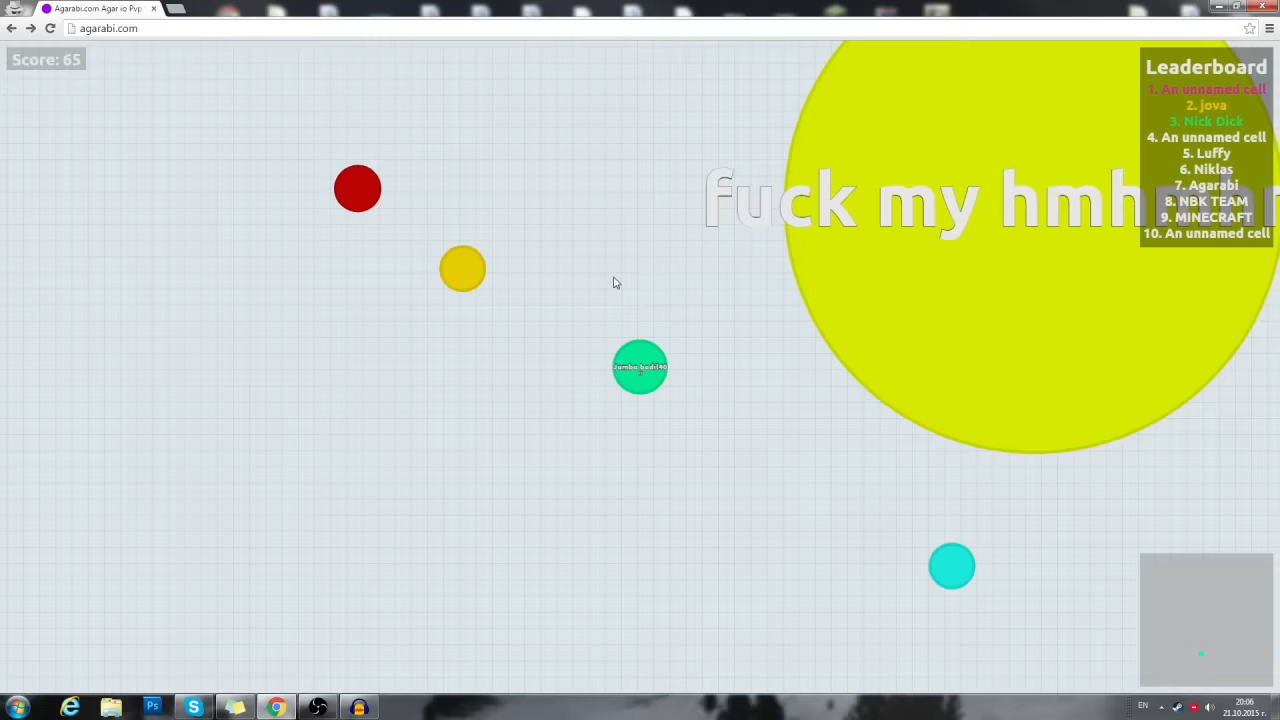 Agarabi.com Agar io Pvp
agarabi.com
Score: 65
Leaderboard
1. An unnamed cell
2. jova
3. Nick Dick
4. An unnamed cell
5. Luffy
6. Niklas
7. Agarabi
8. NBK TEAM
9. MINECRAFT
10. An unnamed cell
fuck my hmhmhm
Ps
EN
20:06
21.10.2015 г.